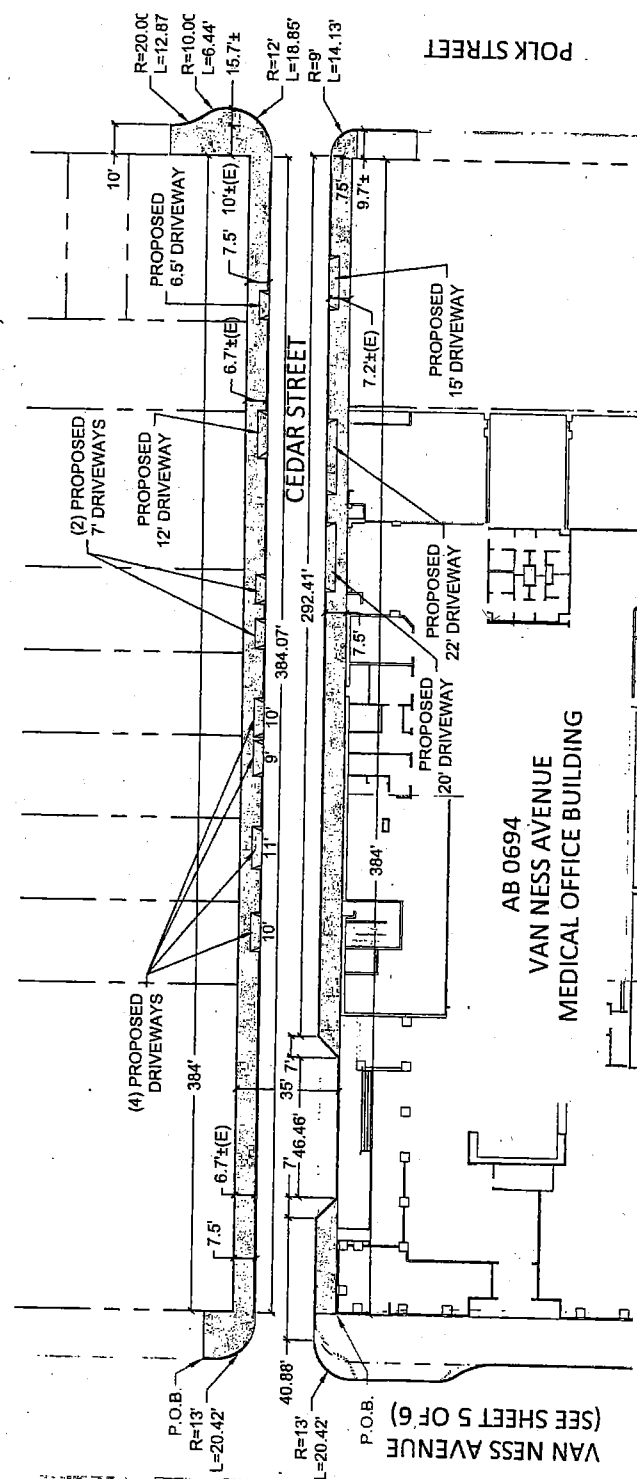 R=20.00
L=12.87
R=10.00
L=6.44'
15.7'±
R=12'
L=18.85'
R=9'
L=14.13'
POLK STREET
10'
10'±(E)
7.5'
PROPOSED
6.5' DRIVEWAY
6.7'±(E)
7.5'
9.7'±
7.2'±(E)
PROPOSED
15' DRIVEWAY
CEDAR STREET
(2) PROPOSED
7' DRIVEWAYS
PROPOSED
12' DRIVEWAY
384.07'
292.41'
7.5'
PROPOSED
22' DRIVEWAY
PROPOSED
20' DRIVEWAY
10'
9'
11'
10'
(4) PROPOSED
DRIVEWAYS
384'
384'
AB 0694
VAN NESS AVENUE
MEDICAL OFFICE BUILDING
6.7'±(E)
7.5'
35'
7'
46.46'
7'
40.88'
P.O.B.
R=13'
L=20.42'
R=13'
L=20.42'
P.O.B.
VAN NESS AVENUE
(SEE SHEET 5 OF 6)